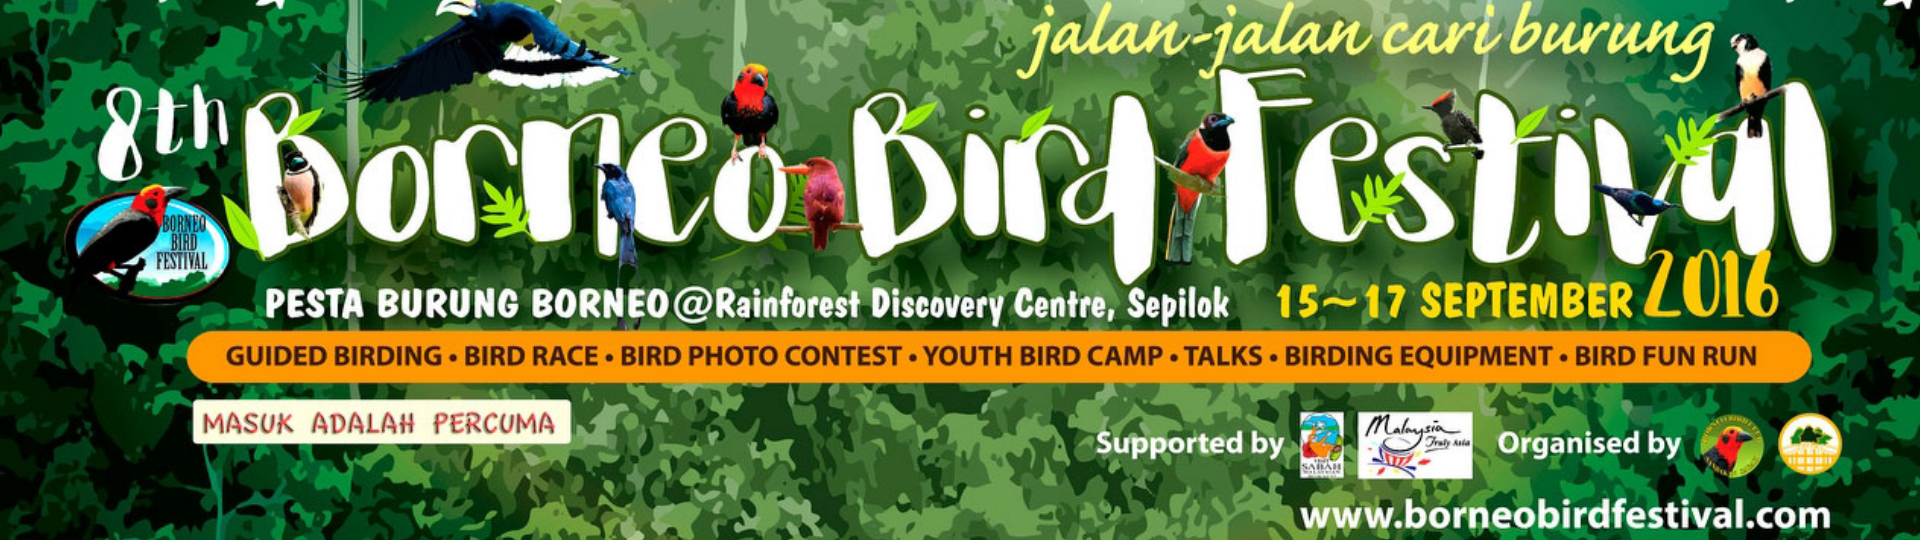 jalan-jalan cari burung
8th Borneo Bird Festival
BORNEO
BIRD
FESTIVAL
PESTA BURUNG BORNEO@Rainforest Discovery Centre, Sepilok 15~17 SEPTEMBER 2016
GUIDED BIRDING • BIRD RACE • BIRD PHOTO CONTEST • YOUTH BIRD CAMP • TALKS • BIRDING EQUIPMENT • BIRD FUN RUN
MASUK ADALAH PERCUMA
Supported by
SABAH
Malaysia
Truly Asia
Organised by
www.borneobirdfestival.com